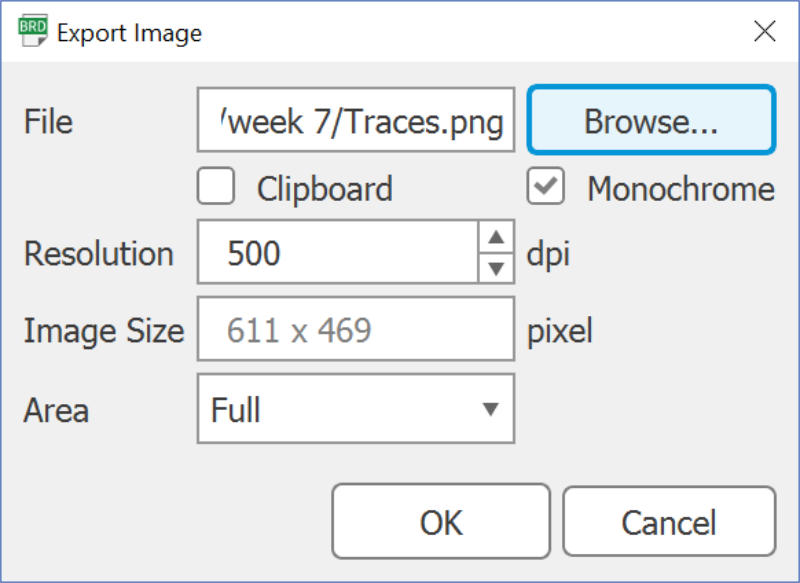 BRD Export Image
File /week 7/Traces.png Browse...
Clipboard Monochrome
Resolution 500 dpi
Image Size 611 x 469 pixel
Area Full
OK Cancel